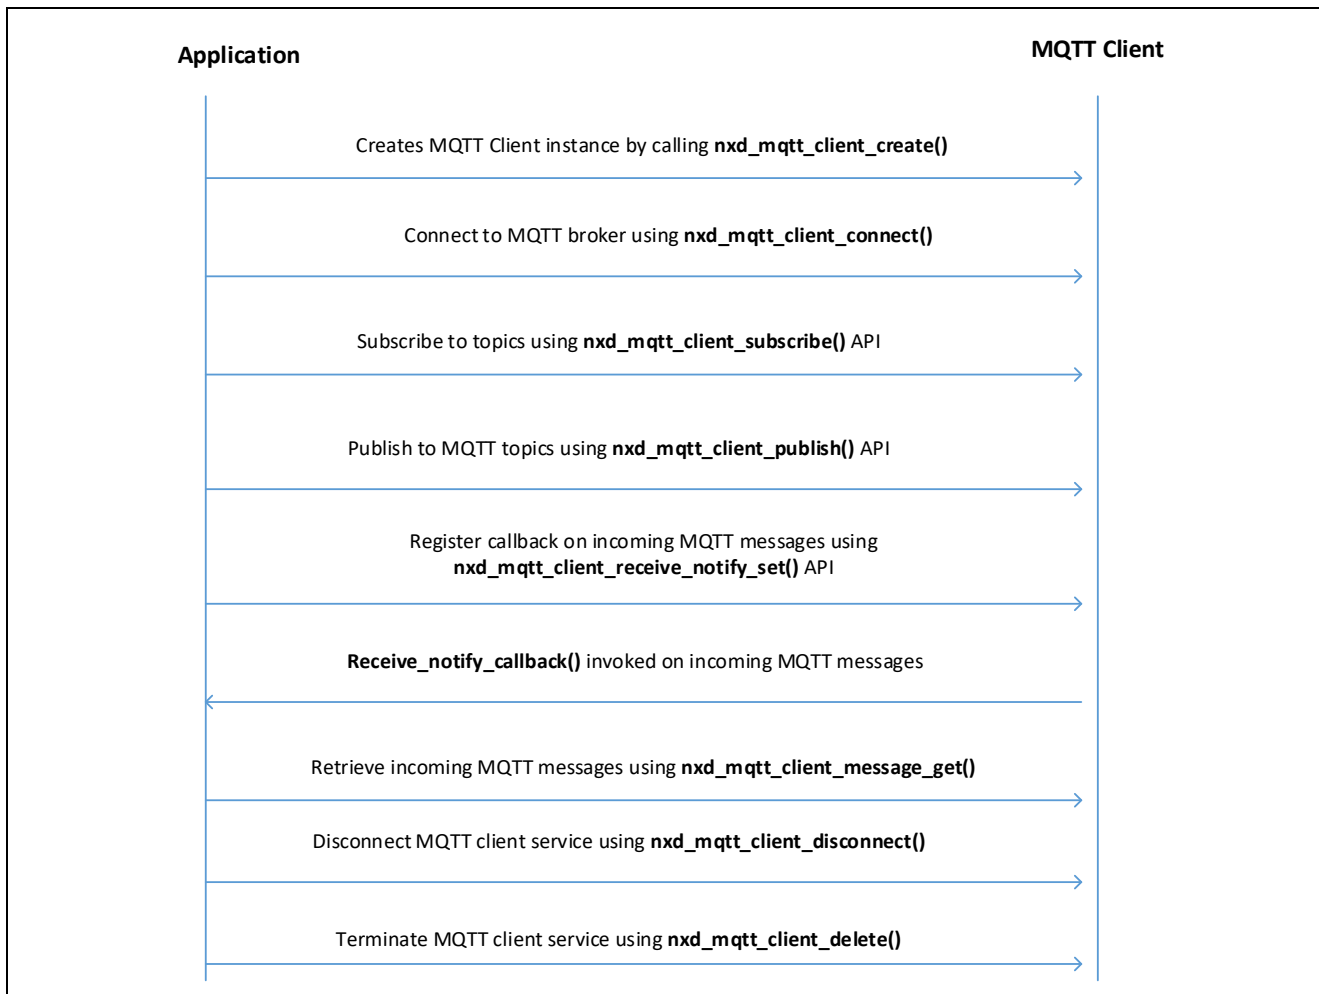 Application
MQTT Client
Creates MQTT Client instance by calling nxd_mqtt_client_create()
Connect to MQTT broker using nxd_mqtt_client_connect()
Subscribe to topics using nxd_mqtt_client_subscribe() API
Publish to MQTT topics using nxd_mqtt_client_publish() API
Register callback on incoming MQTT messages using
nxd_mqtt_client_receive_notify_set() API
Receive_notify_callback() invoked on incoming MQTT messages
Retrieve incoming MQTT messages using nxd_mqtt_client_message_get()
Disconnect MQTT client service using nxd_mqtt_client_disconnect()
Terminate MQTT client service using nxd_mqtt_client_delete()